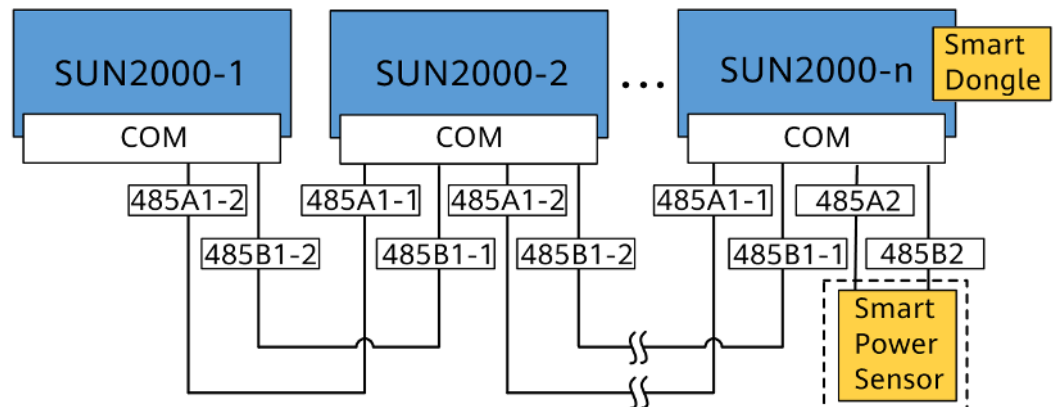 SUN2000-1
SUN2000-2
...
SUN2000-n
Smart
Dongle
COM
COM
COM
485A1-2
485A1-1
485A1-2
485A1-1
485A2
485B1-2
485B1-1
485B1-2
485B1-1
485B2
Smart
Power
Sensor